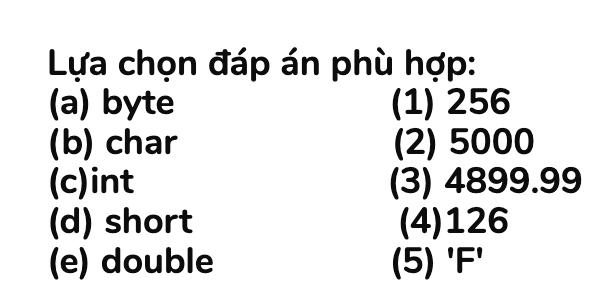 Lựa chọn đáp án phù hợp:
(a) byte (1) 256
(b) char (2) 5000
(c)int (3) 4899.99
(d) short (4)126
(e) double (5) 'F'